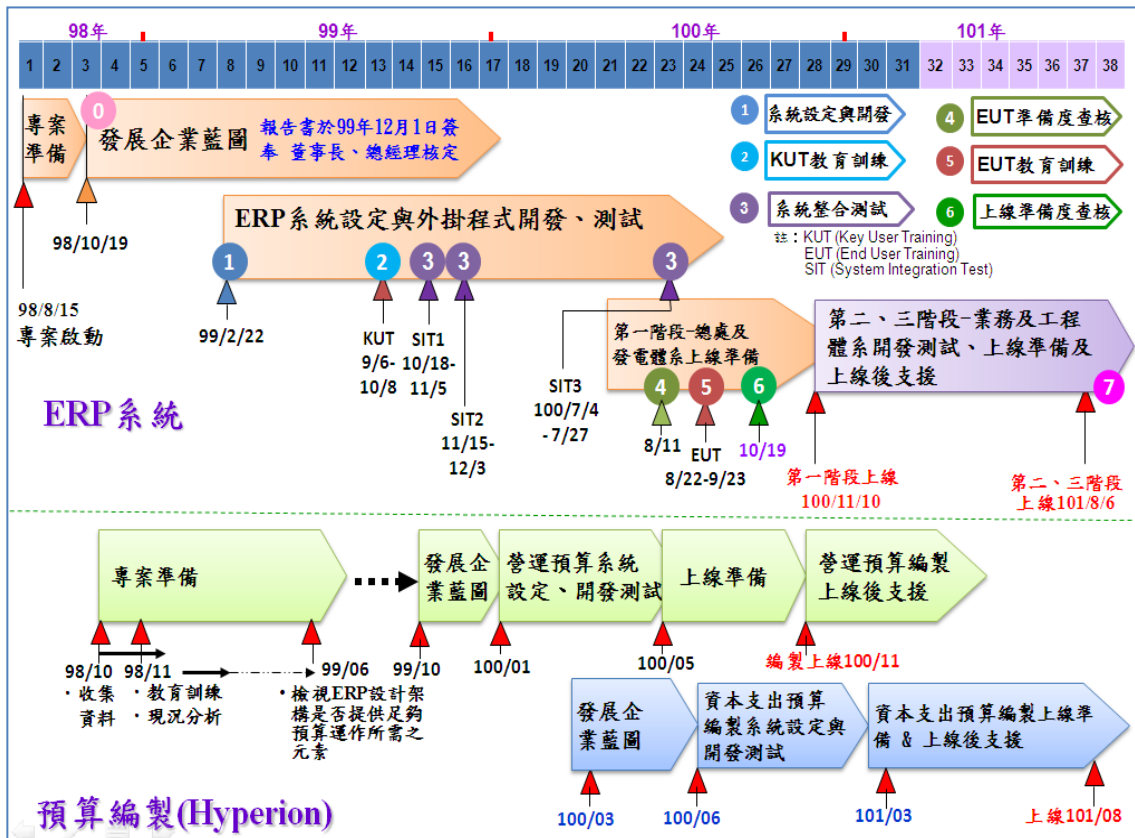 98年 99年 100年 101年
1 2 3 4 5 6 7 8 9 10 11 12 13 14 15 16 17 18 19 20 21 22 23 24 25 26 27 28 29 30 31 32 33 34 35 36 37 38
專案
準備
0
發展企業藍圖
報告書於99年12月1日簽
奉 董事長、總經理核定
98/10/19
98/8/15
專案啟動
1 系統設定與開發
2 KUT教育訓練
3 系統整合測試
4 EUT準備度查核
5 EUT教育訓練
6 上線準備度查核
註：KUT (Key User Training)
EUT (End User Training)
SIT (System Integration Test)
ERP系統設定與外掛程式開發、測試
1
2
3
3
3
99/2/22
KUT
9/6-
10/8
SIT1
10/18-
11/5
SIT2
11/15-
12/3
SIT3
100/7/4
- 7/27
第一階段-總處及
發電體系上線準備
4
5
6
8/11
EUT
8/22-9/23
10/19
第二、三階段-業務及工程
體系開發測試、上線準備及
上線後支援
7
第一階段上線
100/11/10
第二、三階段
上線101/8/6
ERP系統
專案準備
發展企
業藍圖
營運預算系統
設定、開發測試
上線準備
營運預算編製
上線後支援
98/10
・收集
資料
98/11
・教育訓練
・現況分析
99/06
・檢視ERP設計架
構是否提供足夠
預算運作所需之
元素
99/10
100/01
100/05
編製上線100/11
發展企
業藍圖
資本支出預算
編製系統設定與
開發測試
資本支出預算編製上線準
備 & 上線後支援
100/03
100/06
101/03
上線101/08
預算編製(Hyperion)